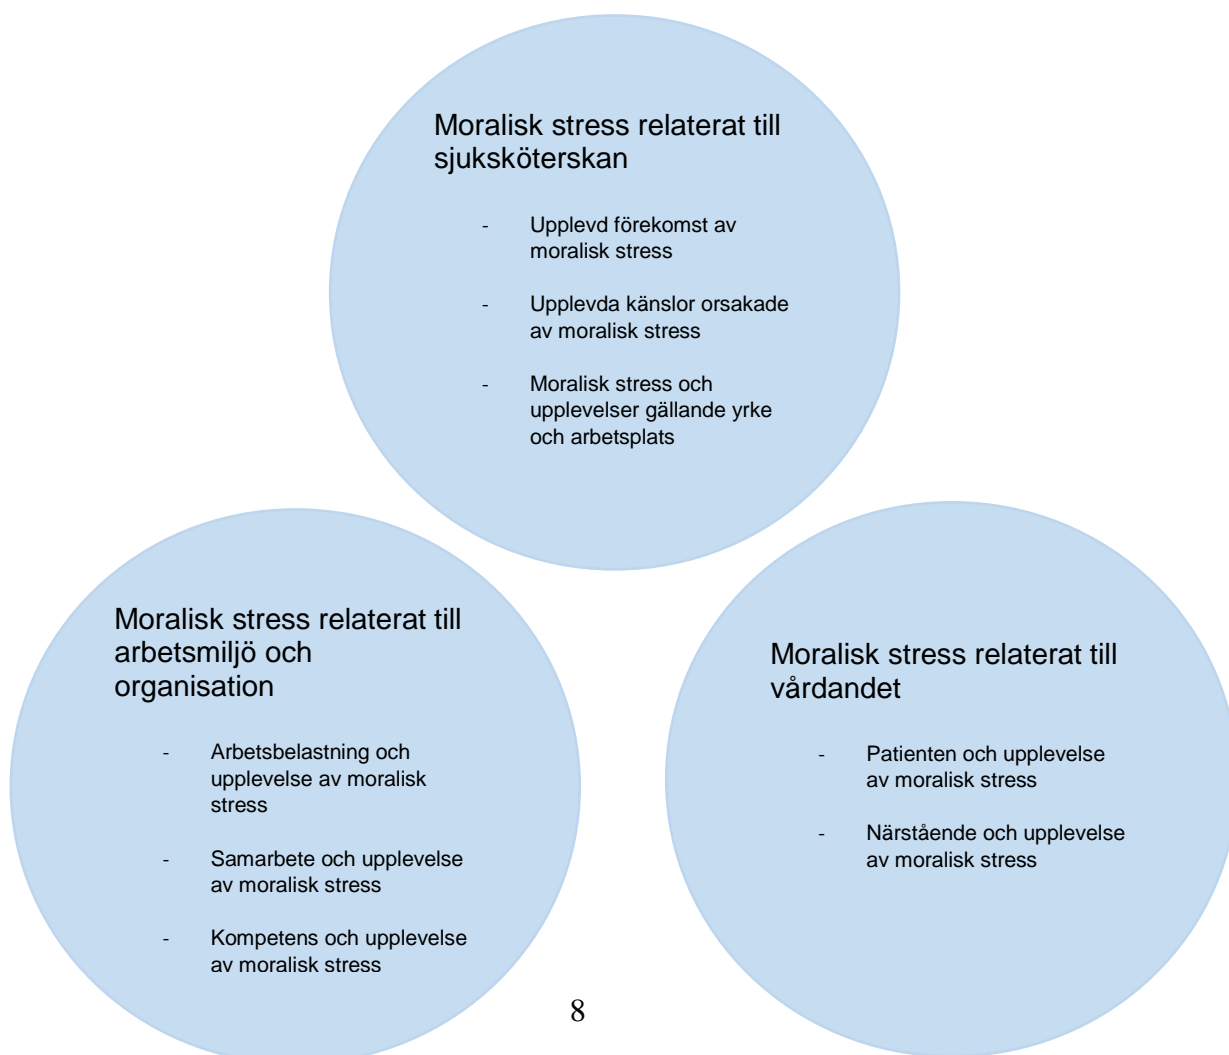 Moralisk stress relaterat till
sjuksköterskan
- Upplevd förekomst av
moralisk stress
- Upplevda känslor orsakade
av moralisk stress
- Moralisk stress och
upplevelser gällande yrke
och arbetsplats
Moralisk stress relaterat till
arbetsmiljö och
organisation
- Arbetsbelastning och
upplevelse av moralisk
stress
- Samarbete och upplevelse
av moralisk stress
- Kompetens och upplevelse
av moralisk stress
Moralisk stress relaterat till
vårdandet
- Patienten och upplevelse
av moralisk stress
- Närstående och upplevelse
av moralisk stress
8